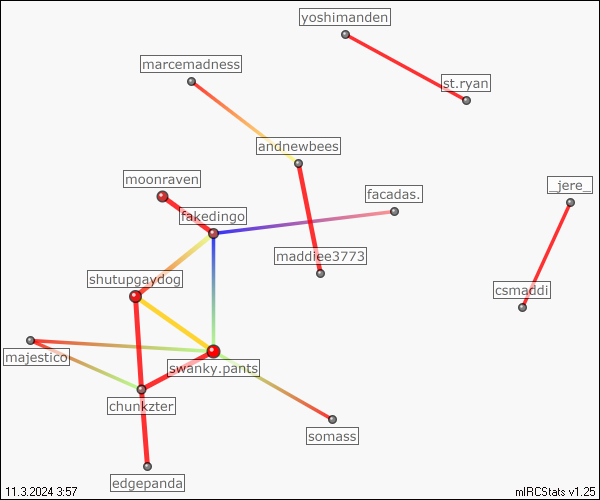 yoshimanden
marcemadness
st.ryan
andnewbees
moonraven
facadas.
_jere_
fakedingo
maddiee3773
shutupgaydog
csmaddi
majestico
swanky.pants
chunkzter
somass
edgepanda
11.3.2024 3:57
mIRCStats v1.25